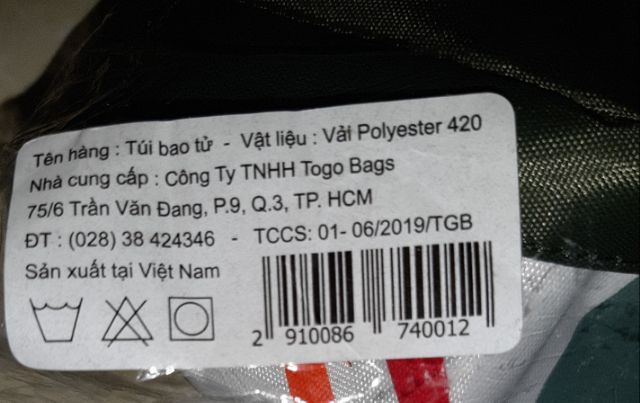 Tên hàng : Túi bao tử - Vật liệu : Vải Polyester 420
Nhà cung cấp : Công Ty TNHH Togo Bags
75/6 Trần Văn Đang, P.9, Q.3, TP. HCM
ĐT : (028) 38 424346 - TCCS: 01- 06/2019/TGB
Sản xuất tại Việt Nam
2 910086 740012